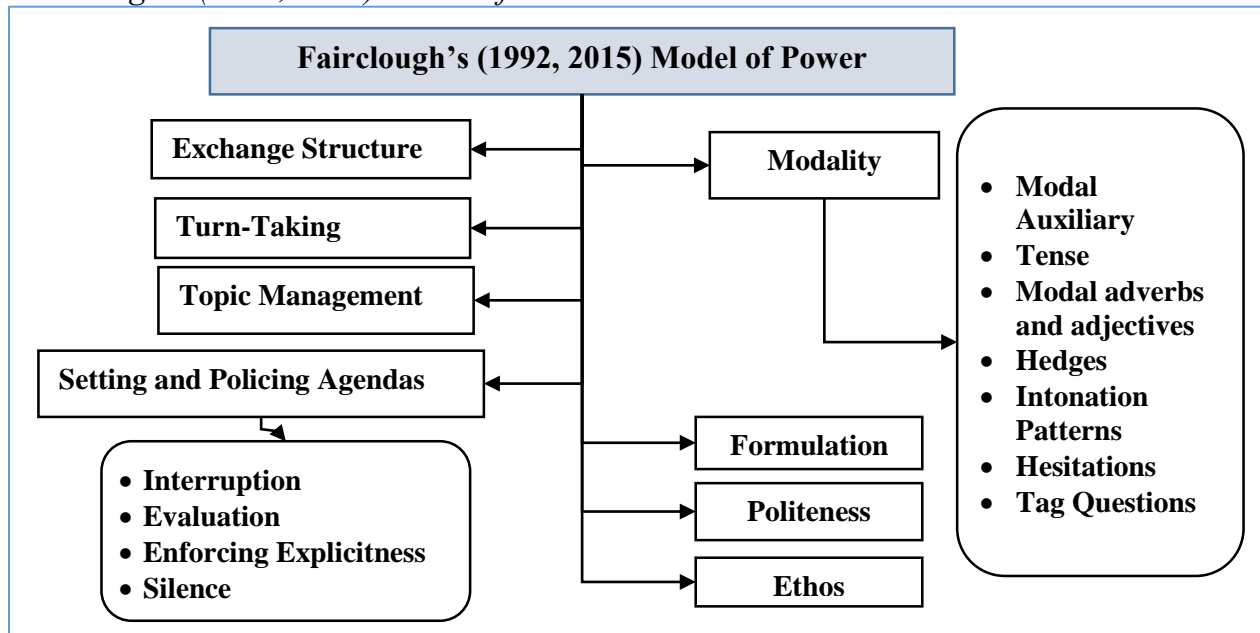 Fairclough’s (1992, 2015) Model of Power
Exchange Structure
Turn-Taking
Topic Management
Setting and Policing Agendas
• Interruption
• Evaluation
• Enforcing Explicitness
• Silence
Modality
• Modal
Auxiliary
• Tense
• Modal adverbs
and adjectives
• Hedges
• Intonation
Patterns
• Hesitations
• Tag Questions
Formulation
Politeness
Ethos